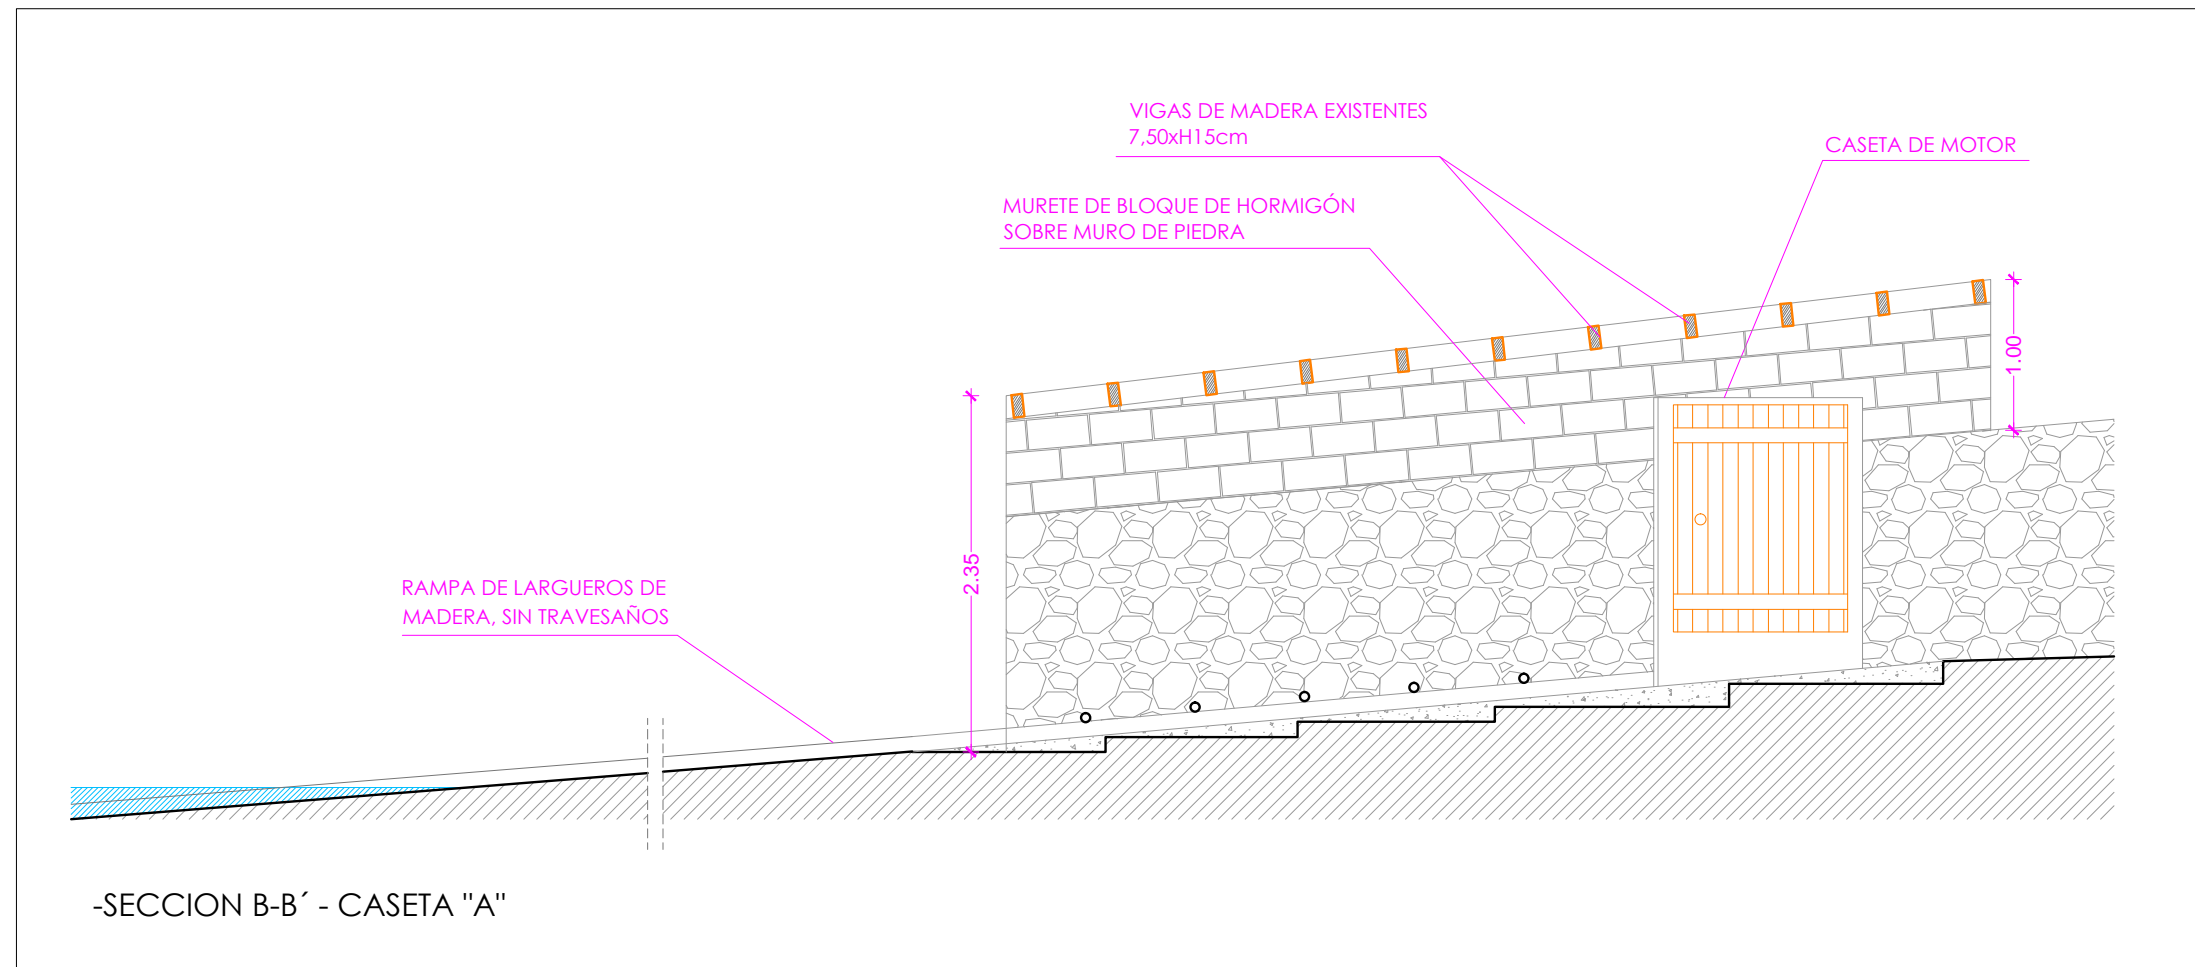 VIGAS DE MADERA EXISTENTES
7,50xH15cm
CASETA DE MOTOR
MURETE DE BLOQUE DE HORMIGÓN
SOBRE MURO DE PIEDRA
1.00
2.35
RAMPA DE LARGUEROS DE
MADERA, SIN TRAVESAÑOS
-SECCION B-B´ - CASETA "A"